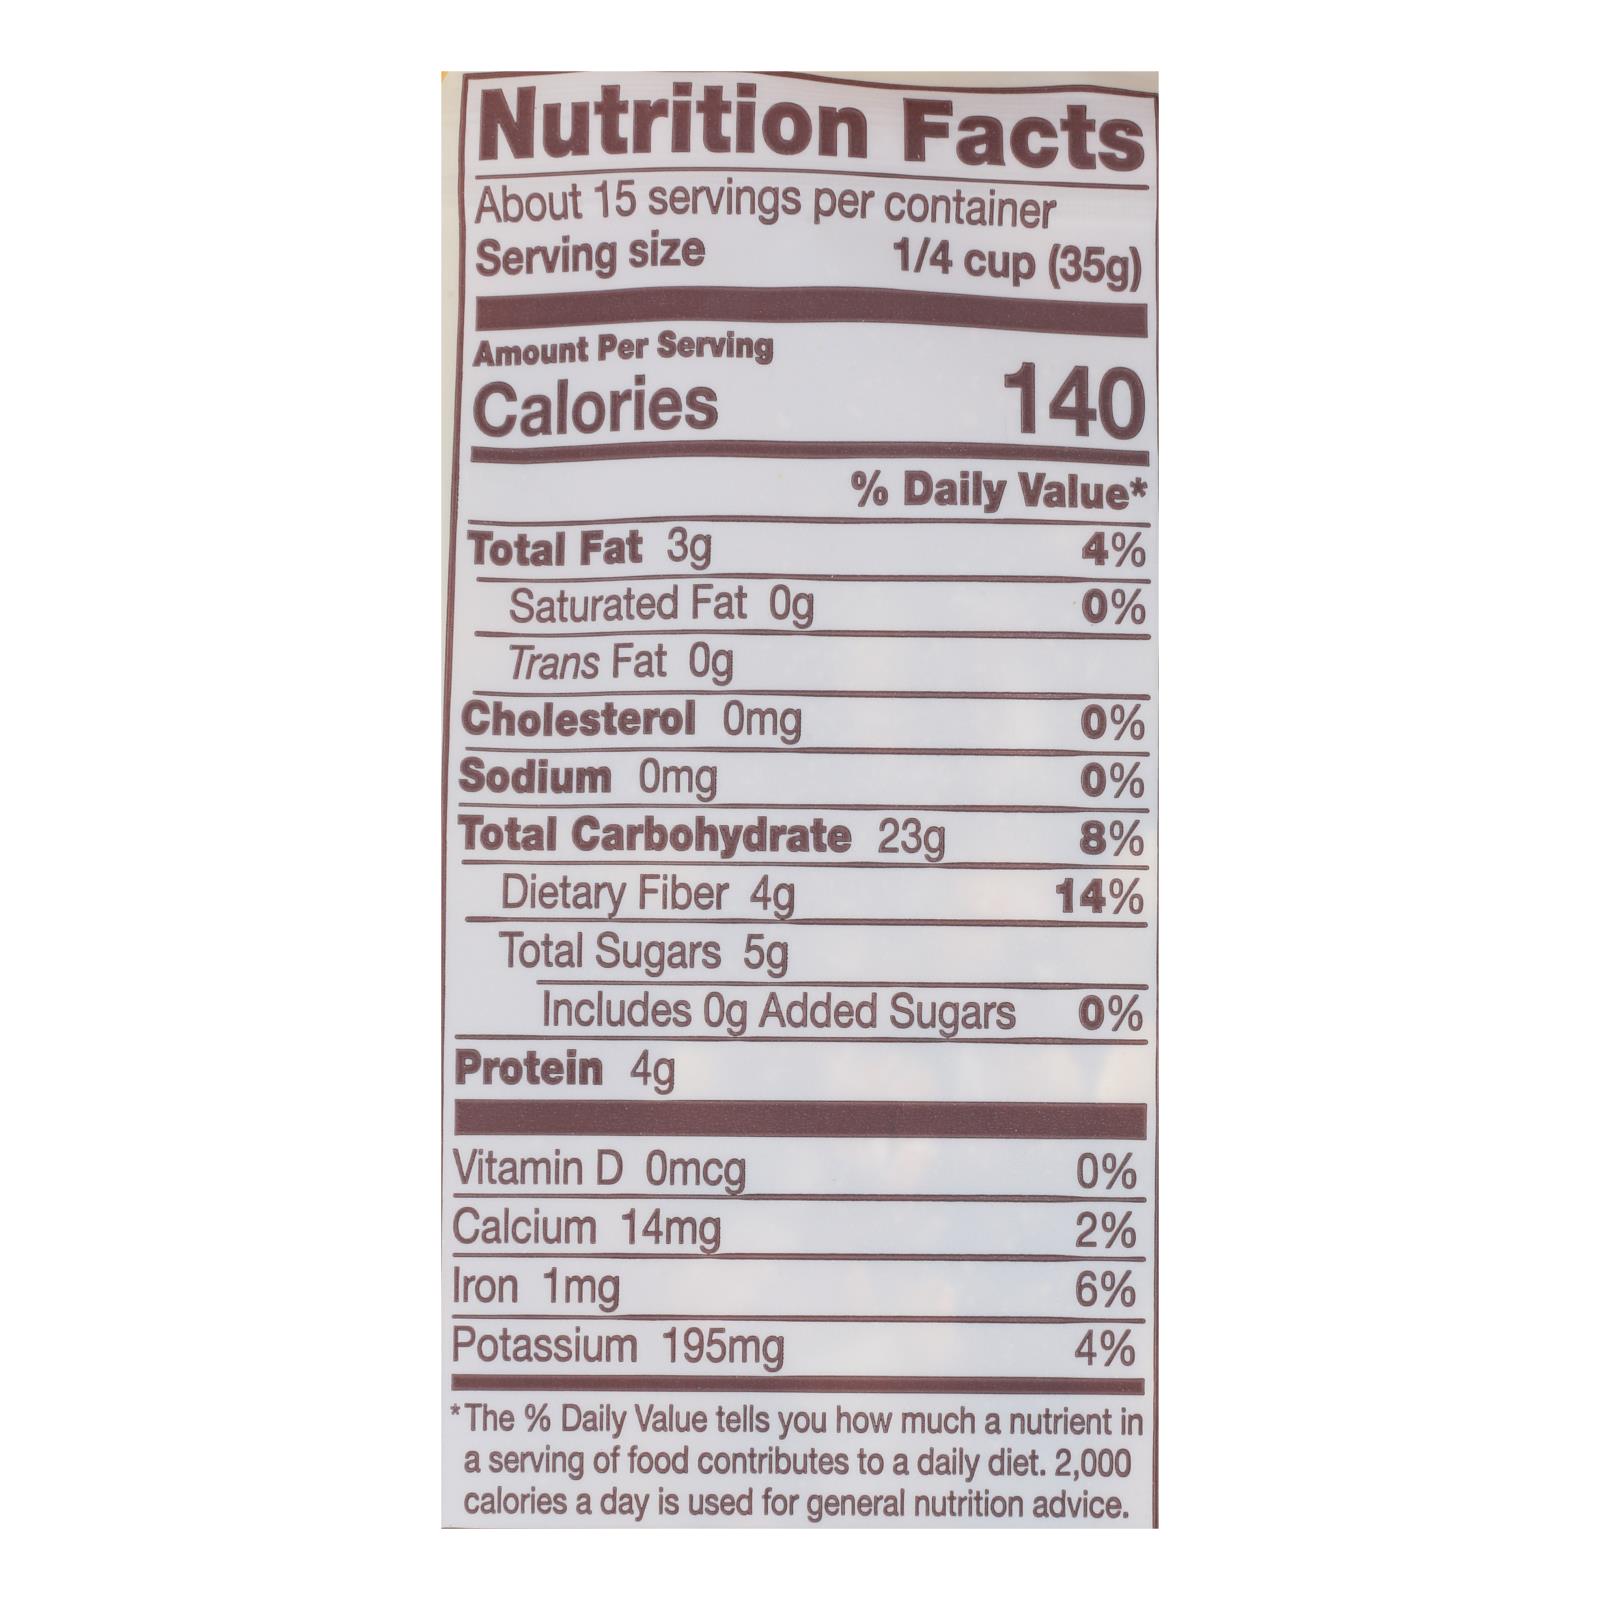 Nutrition Facts
About 15 servings per container
Serving size 1/4 cup (35g)
Amount Per Serving
Calories 140
% Daily Value*
Total Fat 3g 4%
Saturated Fat 0g 0%
Trans Fat 0g
Cholesterol 0mg 0%
Sodium 0mg 0%
Total Carbohydrate 23g 8%
Dietary Fiber 4g 14%
Total Sugars 5g
Includes 0g Added Sugars 0%
Protein 4g
Vitamin D 0mcg 0%
Calcium 14mg 2%
Iron 1mg 6%
Potassium 195mg 4%
*The % Daily Value tells you how much a nutrient in
a serving of food contributes to a daily diet. 2,000
calories a day is used for general nutrition advice.